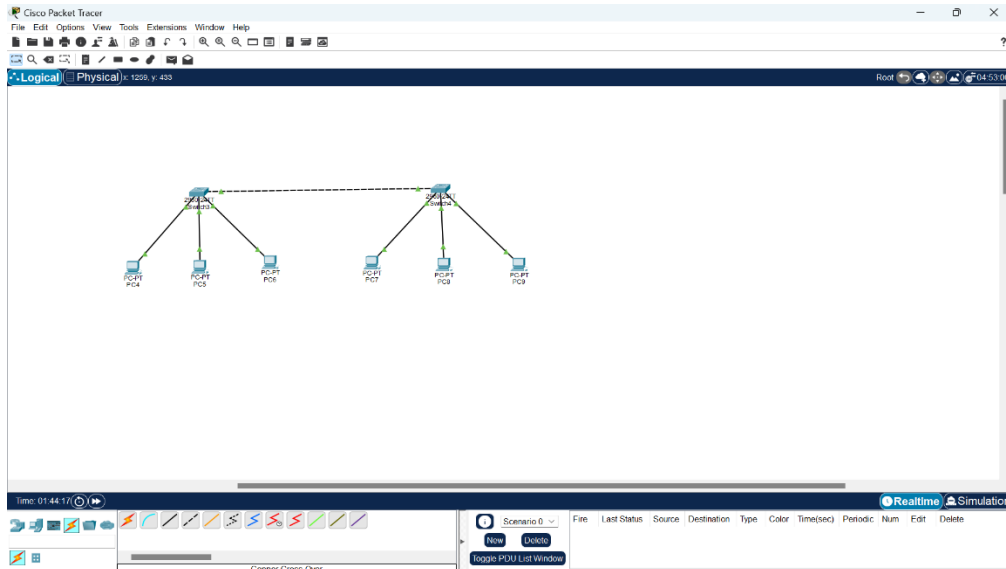 Cisco Packet Tracer
File Edit Options View Tools Extensions Window Help
?
Logical Physical x: 1259, y: 433 Root 04:53:0
Switch3
Switch4
PC-PT PC-PT PC-PT PC-PT PC-PT PC-PT
PC4 PC5 PC6 PC7 PC8 PC9
Time: 01:44:17 Realtime Simulation
Scenario 0 Fire Last Status Source Destination Type Color Time(sec) Periodic Num Edit Delete
New Delete
Toggle PDU List Window
Copper Cross-Over